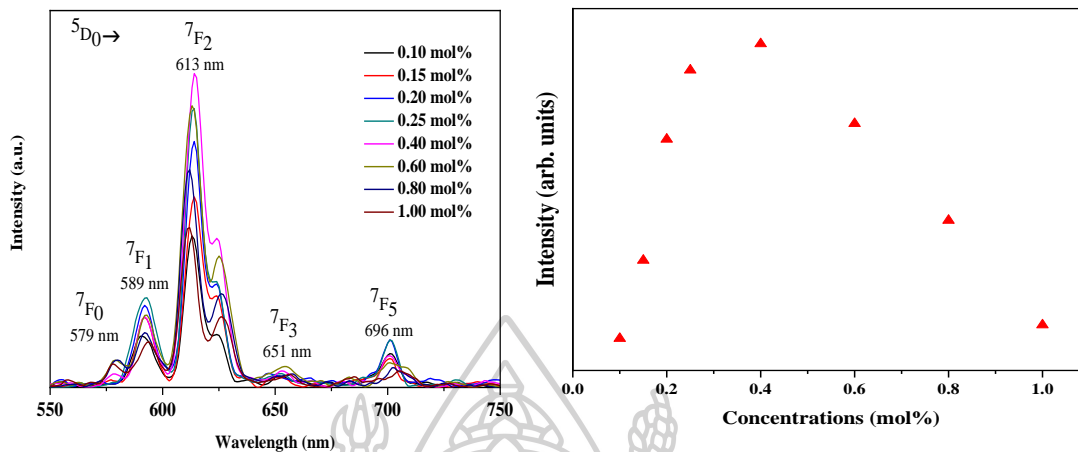 ⁵D₀→
⁷F₂
613 nm
⁷F₁
589 nm
⁷F₀
579 nm
⁷F₃
651 nm
⁷F₅
696 nm
0.10 mol%
0.15 mol%
0.20 mol%
0.25 mol%
0.40 mol%
0.60 mol%
0.80 mol%
1.00 mol%
Intensity (a.u.)
550 600 650 700 750
Wavelength (nm)
Intensity (arb. units)
0.0 0.2 0.4 0.6 0.8 1.0
Concentrations (mol%)